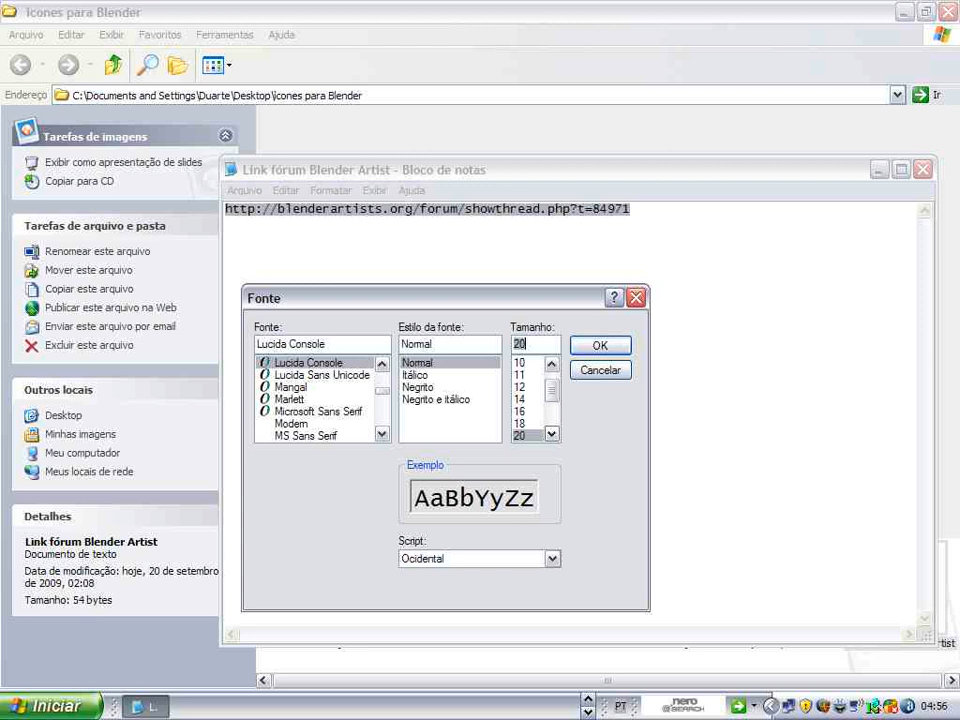 Icones para Blender
Arquivo Editar Exibir Favoritos Ferramentas Ajuda
Endereço C:\Documents and Settings\Duarte\Desktop\Icones para Blender Ir
Tarefas de imagens
Exibir como apresentação de slides
Copiar para CD
Tarefas de arquivo e pasta
Renomear este arquivo
Mover este arquivo
Copiar este arquivo
Publicar este arquivo na Web
Enviar este arquivo por email
Excluir este arquivo
Outros locais
Desktop
Minhas imagens
Meu computador
Meus locais de rede
Detalhes
Link fórum Blender Artist
Documento de texto
Data de modificação: hoje, 20 de setembro
de 2009, 02:08
Tamanho: 54 bytes
Link fórum Blender Artist - Bloco de notas
Arquivo Editar Formatar Exibir Ajuda
http://blenderartists.org/forum/showthread.php?t=84971
Fonte
Fonte: Estilo da fonte: Tamanho:
Lucida Console Normal 20 OK
Lucida Console Normal 10
Lucida Sans Unicode Itálico 11 Cancelar
Mangal Negrito 12
Marlett Negrito e itálico 14
Microsoft Sans Serif 16
Modern 18
MS Sans Serif 20
Exemplo
AaBbYyZz
Script:
Ocidental
tist
Iniciar L. PT nero SEARCH 04:56